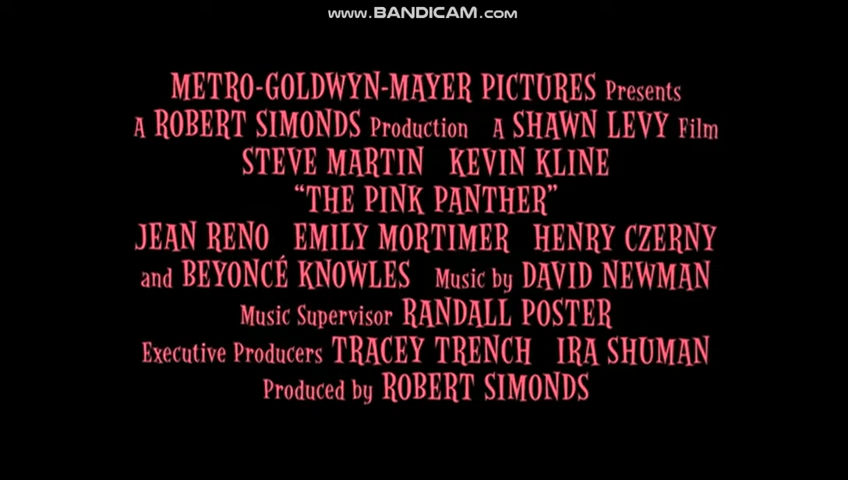 www.BANDICAM.com
METRO-GOLDWYN-MAYER PICTURES Presents
A ROBERT SIMONDS Production A SHAWN LEVY Film
STEVE MARTIN KEVIN KLINE
“THE PINK PANTHER”
JEAN RENO EMILY MORTIMER HENRY CZERNY
and BEYONCÉ KNOWLES Music by DAVID NEWMAN
Music Supervisor RANDALL POSTER
Executive Producers TRACEY TRENCH IRA SHUMAN
Produced by ROBERT SIMONDS